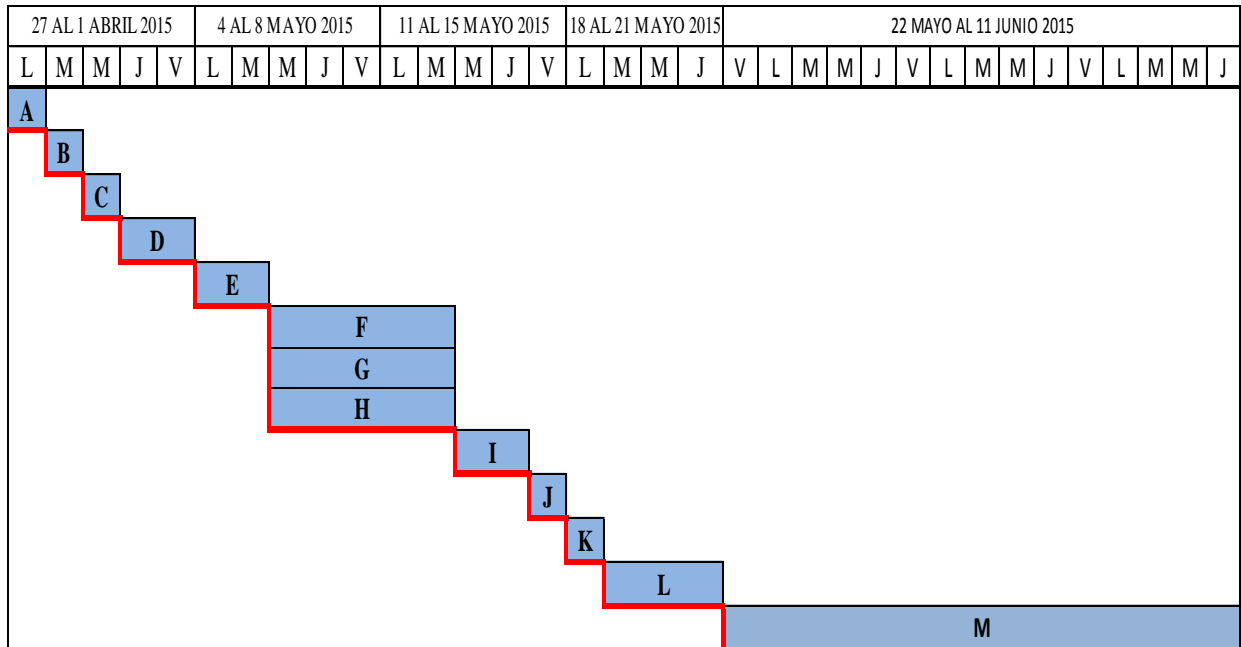 27 AL 1 ABRIL 2015 4 AL 8 MAYO 2015 11 AL 15 MAYO 2015 18 AL 21 MAYO 2015 22 MAYO AL 11 JUNIO 2015
L M M J V L M M J V L M M J V L M M J V L M M J V L M M J V L M M J
A
B
C
D
E
F
G
H
I
J
K
L
M